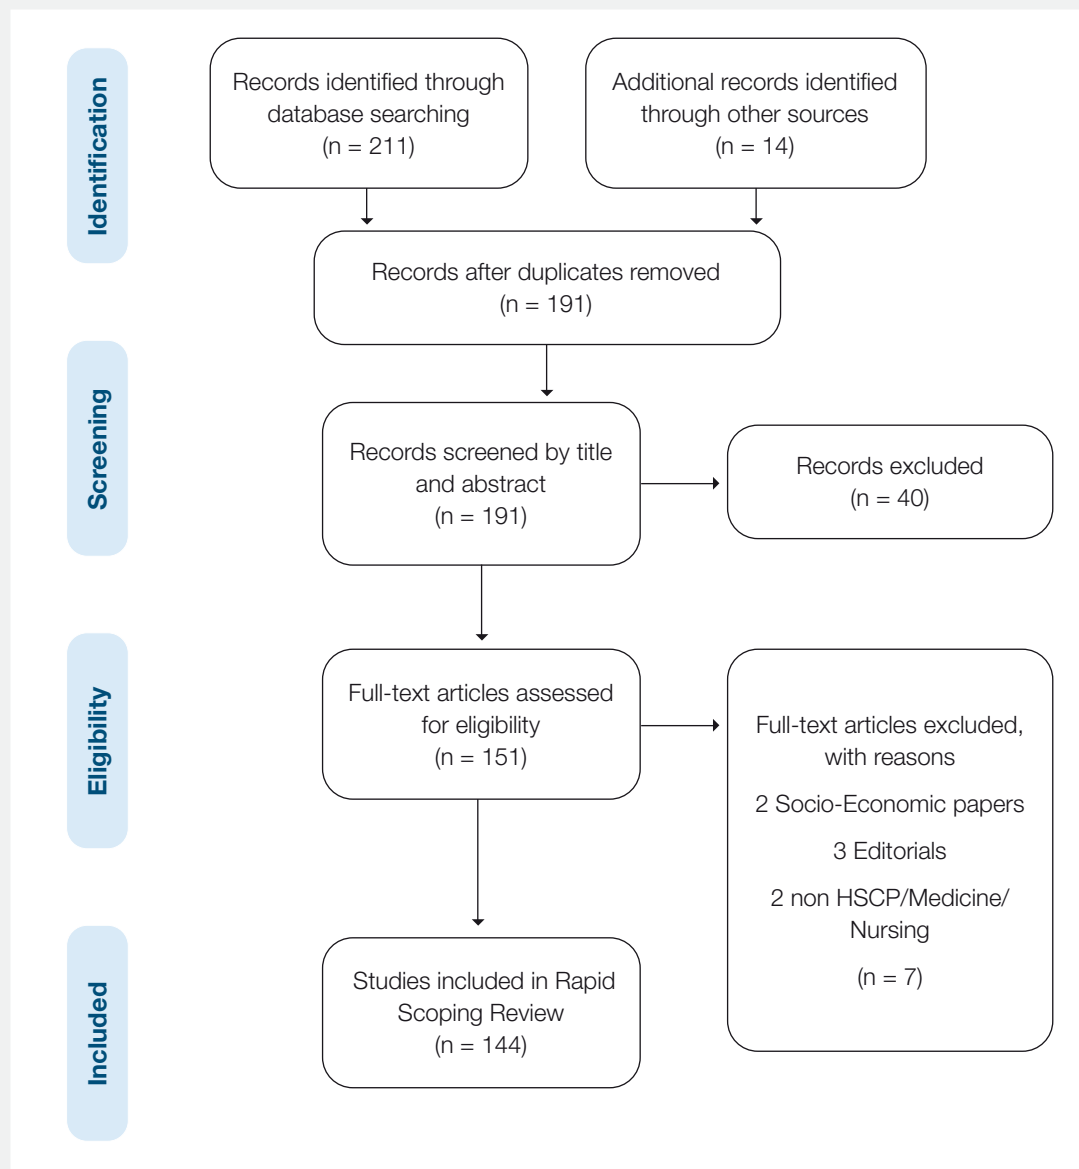 Identification
Records identified through
database searching
(n = 211)
Additional records identified
through other sources
(n = 14)
Records after duplicates removed
(n = 191)
Screening
Records screened by title
and abstract
(n = 191)
Records excluded
(n = 40)
Eligibility
Full-text articles assessed
for eligibility
(n = 151)
Full-text articles excluded,
with reasons
2 Socio-Economic papers
3 Editorials
2 non HSCP/Medicine/
Nursing
(n = 7)
Included
Studies included in Rapid
Scoping Review
(n = 144)